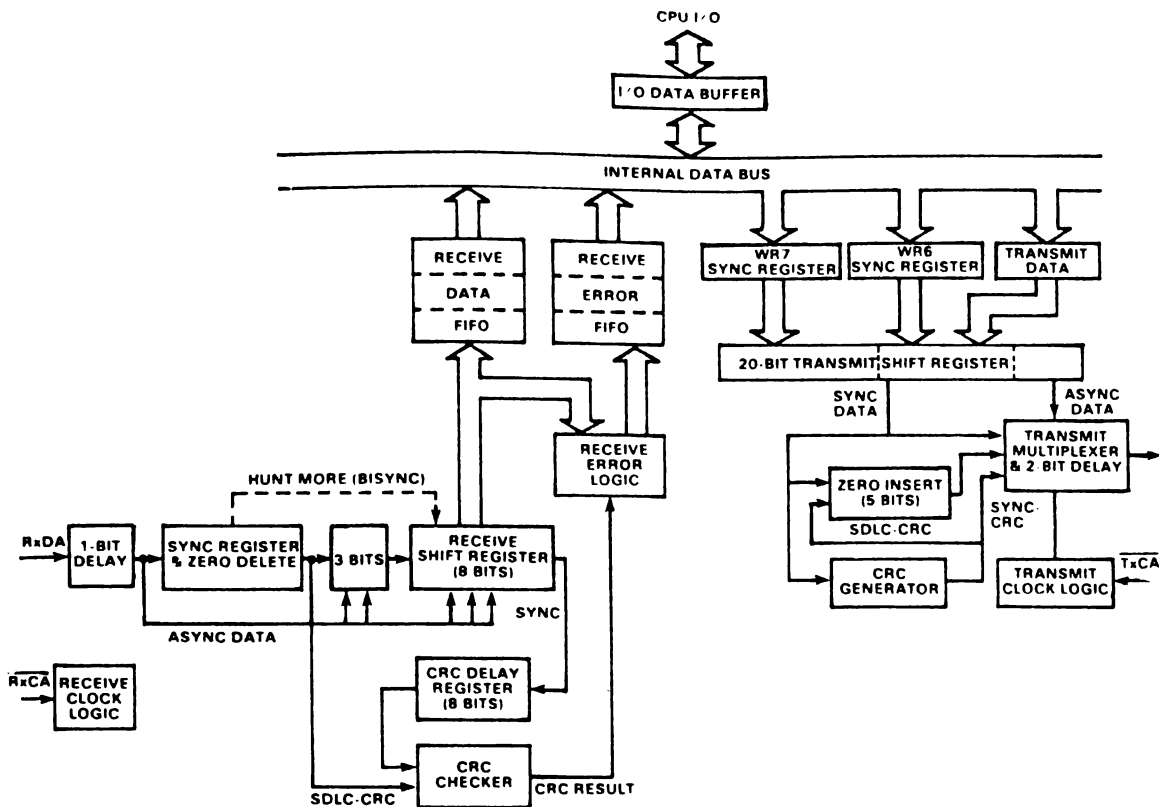 CPU I/O
I/O DATA BUFFER
INTERNAL DATA BUS
RECEIVE
DATA
FIFO
RECEIVE
ERROR
FIFO
WR7
SYNC REGISTER
WR6
SYNC REGISTER
TRANSMIT
DATA
20-BIT TRANSMIT SHIFT REGISTER
SYNC
DATA
ASYNC
DATA
RECEIVE
ERROR
LOGIC
TRANSMIT
MULTIPLEXER
& 2-BIT DELAY
ZERO INSERT
(5 BITS)
SDLC-CRC
SYNC-
CRC
CRC
GENERATOR
TRANSMIT
CLOCK LOGIC
TxCA
HUNT MORE (BISYNC)
RxDA
1-BIT
DELAY
SYNC REGISTER
& ZERO DELETE
3 BITS
RECEIVE
SHIFT REGISTER
(8 BITS)
ASYNC DATA
SYNC
RxCA
RECEIVE
CLOCK
LOGIC
CRC DELAY
REGISTER
(8 BITS)
CRC
CHECKER
SDLC-CRC
CRC RESULT